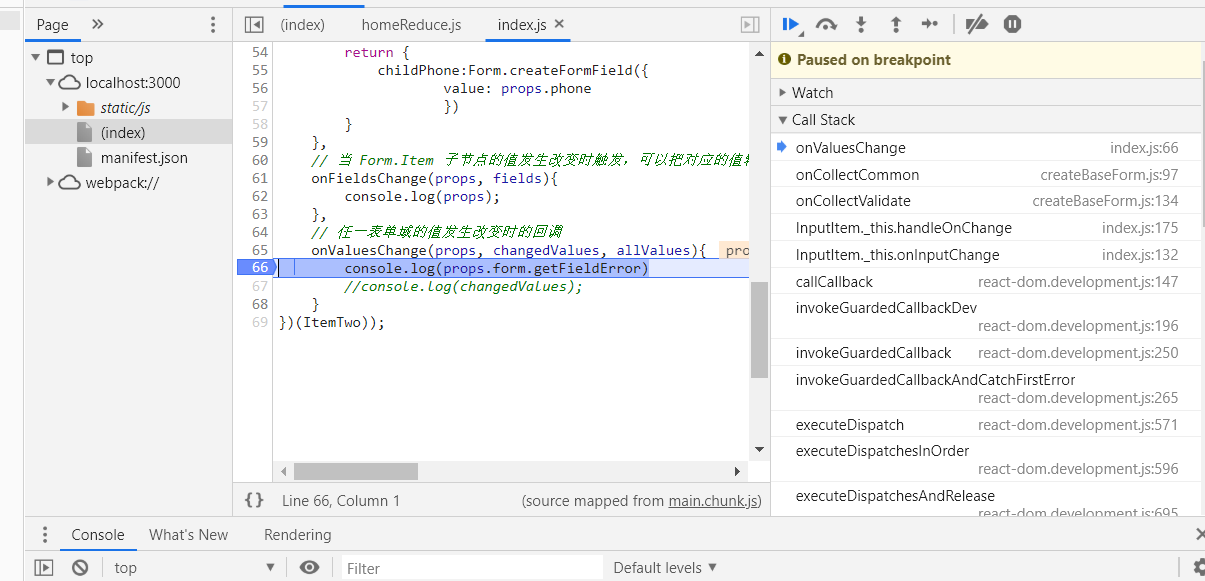 Page
(index)
homeReduce.js
index.js
top
localhost:3000
static/js
(index)
manifest.json
webpack://
54 return {
55 childPhone:Form.createFormField({
56 value: props.phone
57 })
58 }
59 },
60 // 当 Form.Item 子节点的值发生改变时触发，可以把对应的值
61 onFieldsChange(props, fields){
62 console.log(props);
63 },
64 // 任一表单域的值发生改变时的回调
65 onValuesChange(props, changedValues, allValues){ pro
66 console.log(props.form.getFieldError)
67 //console.log(changedValues);
68 }
69 })(ItemTwo));
{} Line 66, Column 1 (source mapped from main.chunk.js)
Paused on breakpoint
Watch
Call Stack
onValuesChange index.js:66
onCollectCommon createBaseForm.js:97
onCollectValidate createBaseForm.js:134
InputItem._this.handleOnChange index.js:175
InputItem._this.onInputChange index.js:132
callCallback react-dom.development.js:147
invokeGuardedCallbackDev
react-dom.development.js:196
invokeGuardedCallback react-dom.development.js:250
invokeGuardedCallbackAndCatchFirstError
react-dom.development.js:265
executeDispatch react-dom.development.js:571
executeDispatchesInOrder
react-dom.development.js:596
executeDispatchesAndRelease
react-dom.development.js:695
Console What's New Rendering
top Filter Default levels